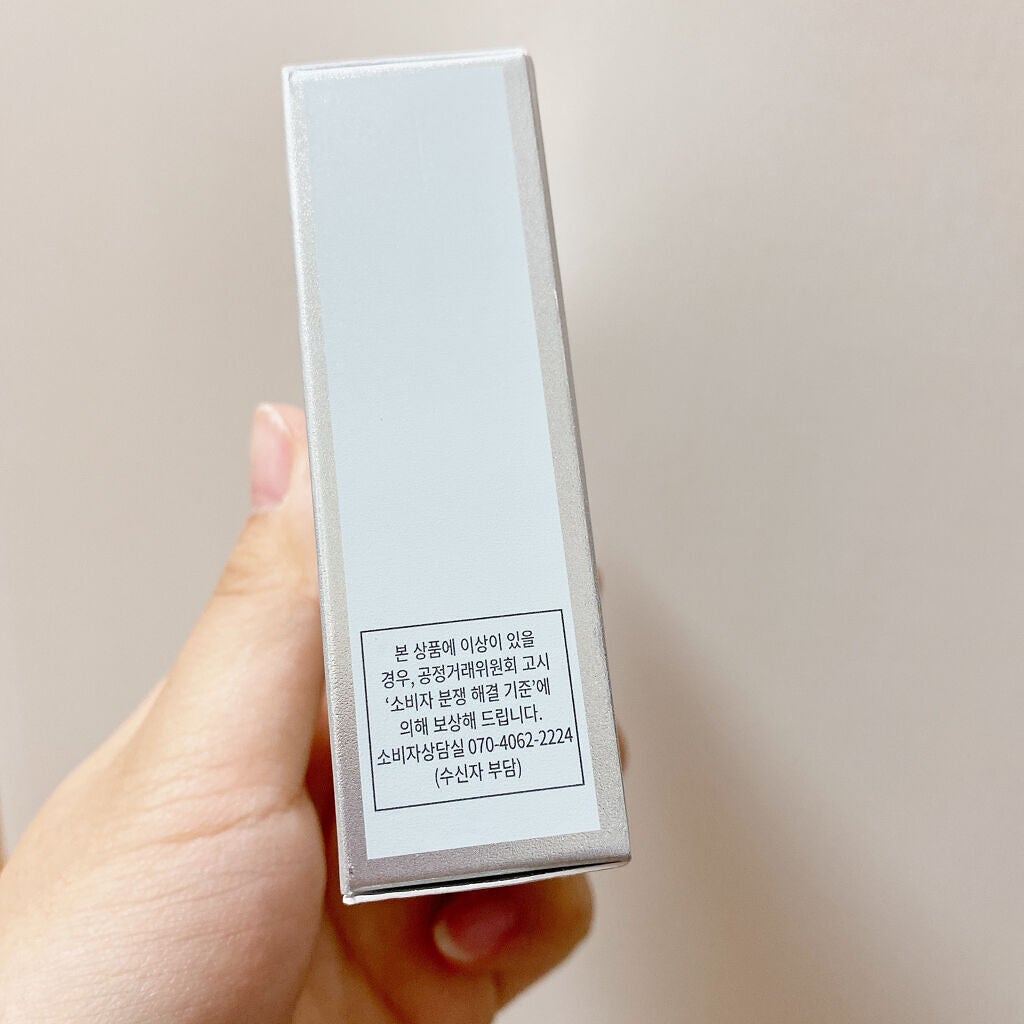 본 상품에 이상이 있을
경우, 공정거래위원회 고시
‘소비자 분쟁 해결 기준’에
의해 보상해 드립니다.
소비자상담실 070-4062-2224
(수신자 부담)